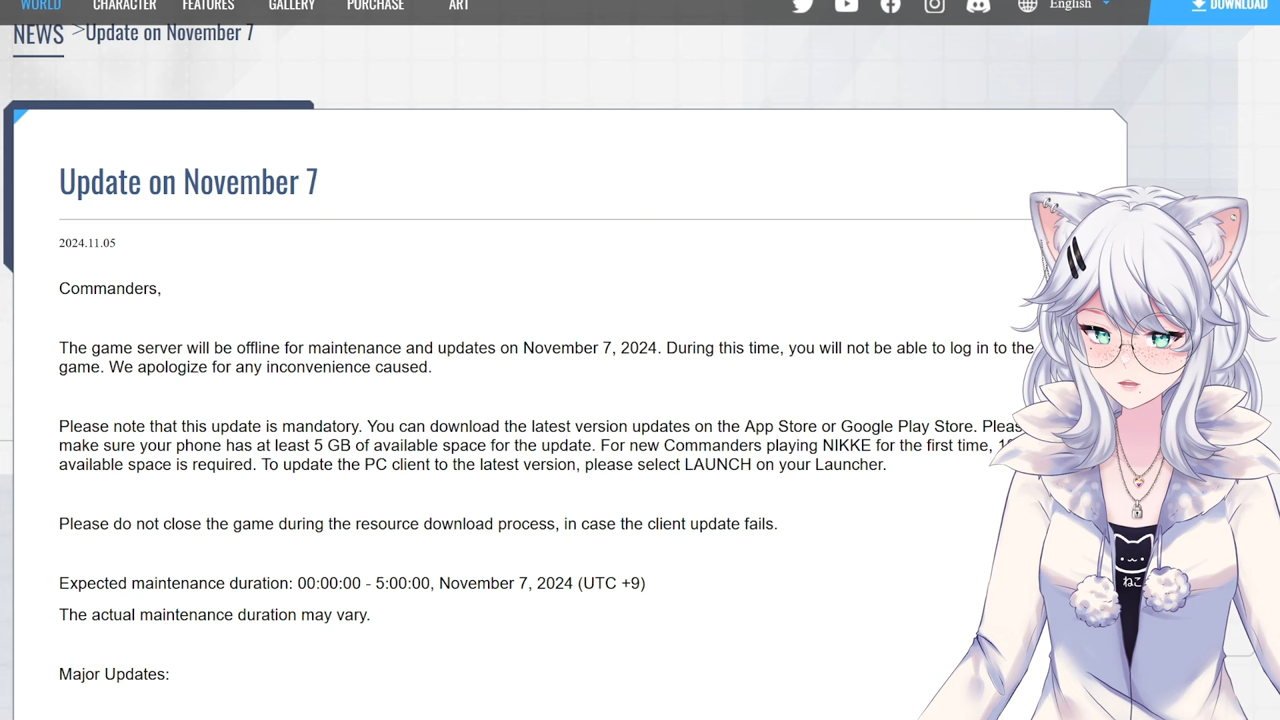 WORLD CHARACTER FEATURES GALLERY PURCHASE ART English DOWNLOAD
NEWS >Update on November 7
Update on November 7
2024.11.05
Commanders,
The game server will be offline for maintenance and updates on November 7, 2024. During this time, you will not be able to log in to the
game. We apologize for any inconvenience caused.
Please note that this update is mandatory. You can download the latest version updates on the App Store or Google Play Store. Pleas
make sure your phone has at least 5 GB of available space for the update. For new Commanders playing NIKKE for the first time,
available space is required. To update the PC client to the latest version, please select LAUNCH on your Launcher.
Please do not close the game during the resource download process, in case the client update fails.
Expected maintenance duration: 00:00:00 - 5:00:00, November 7, 2024 (UTC +9)
The actual maintenance duration may vary.
Major Updates:
ねこ